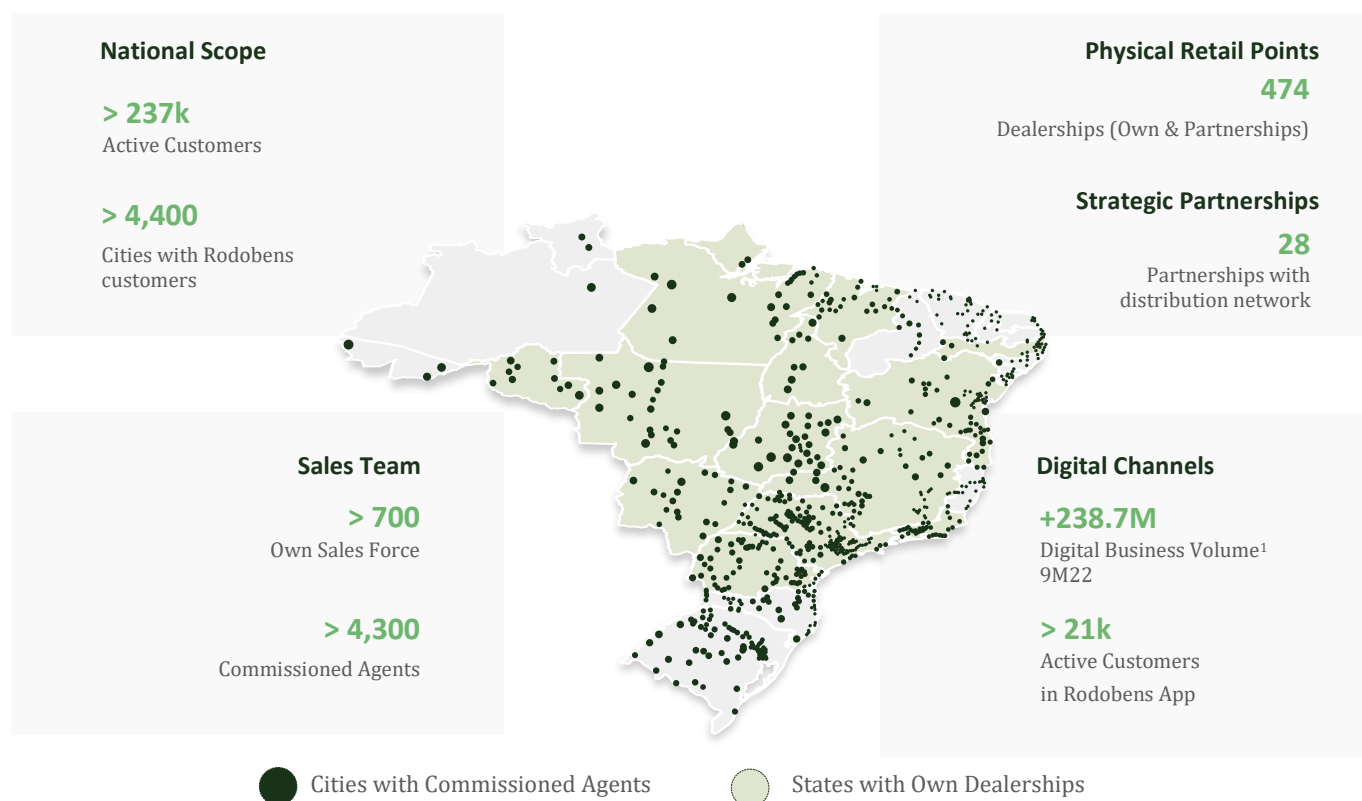 National Scope
> 237k
Active Customers
> 4,400
Cities with Rodobens
customers
Physical Retail Points
474
Dealerships (Own & Partnerships)
Strategic Partnerships
28
Partnerships with
distribution network
Sales Team
> 700
Own Sales Force
> 4,300
Commissioned Agents
Digital Channels
+238.7M
Digital Business Volume¹
9M22
> 21k
Active Customers
in Rodobens App
Cities with Commissioned Agents
States with Own Dealerships